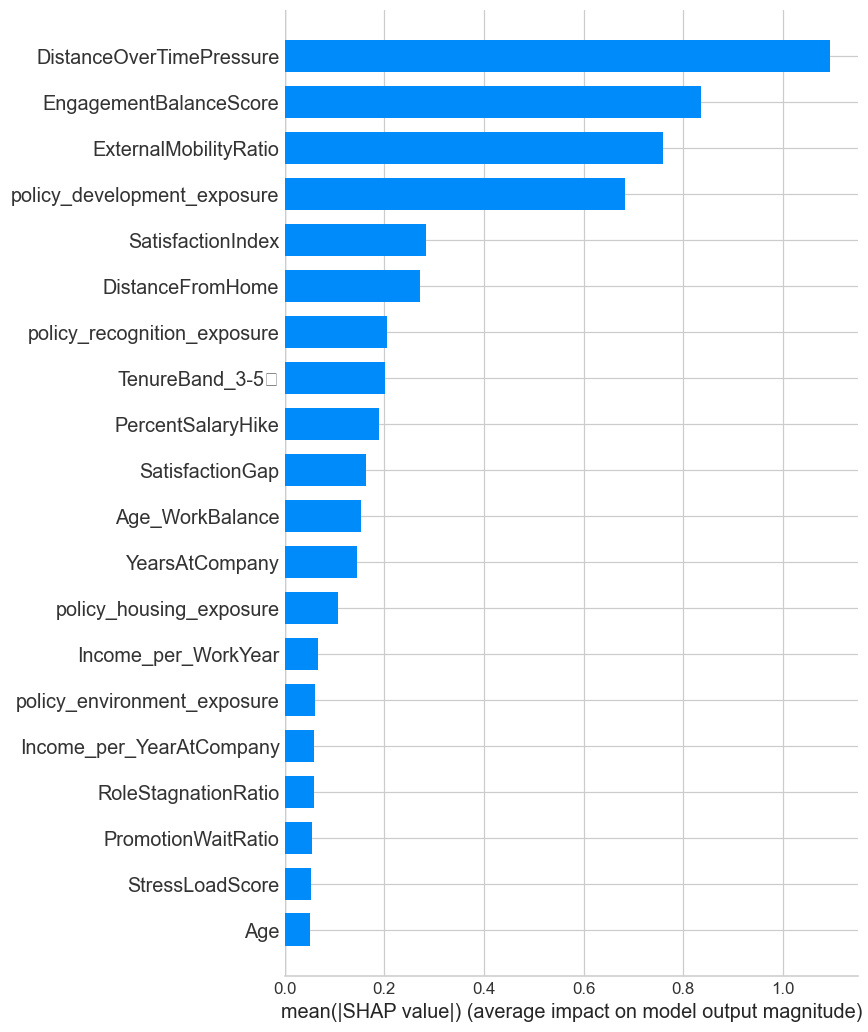 DistanceOverTimePressure
EngagementBalanceScore
ExternalMobilityRatio
policy_development_exposure
SatisfactionIndex
DistanceFromHome
policy_recognition_exposure
TenureBand_3-5□
PercentSalaryHike
SatisfactionGap
Age_WorkBalance
YearsAtCompany
policy_housing_exposure
Income_per_WorkYear
policy_environment_exposure
Income_per_YearAtCompany
RoleStagnationRatio
PromotionWaitRatio
StressLoadScore
Age
0.0 0.2 0.4 0.6 0.8 1.0
mean(|SHAP value|) (average impact on model output magnitude)